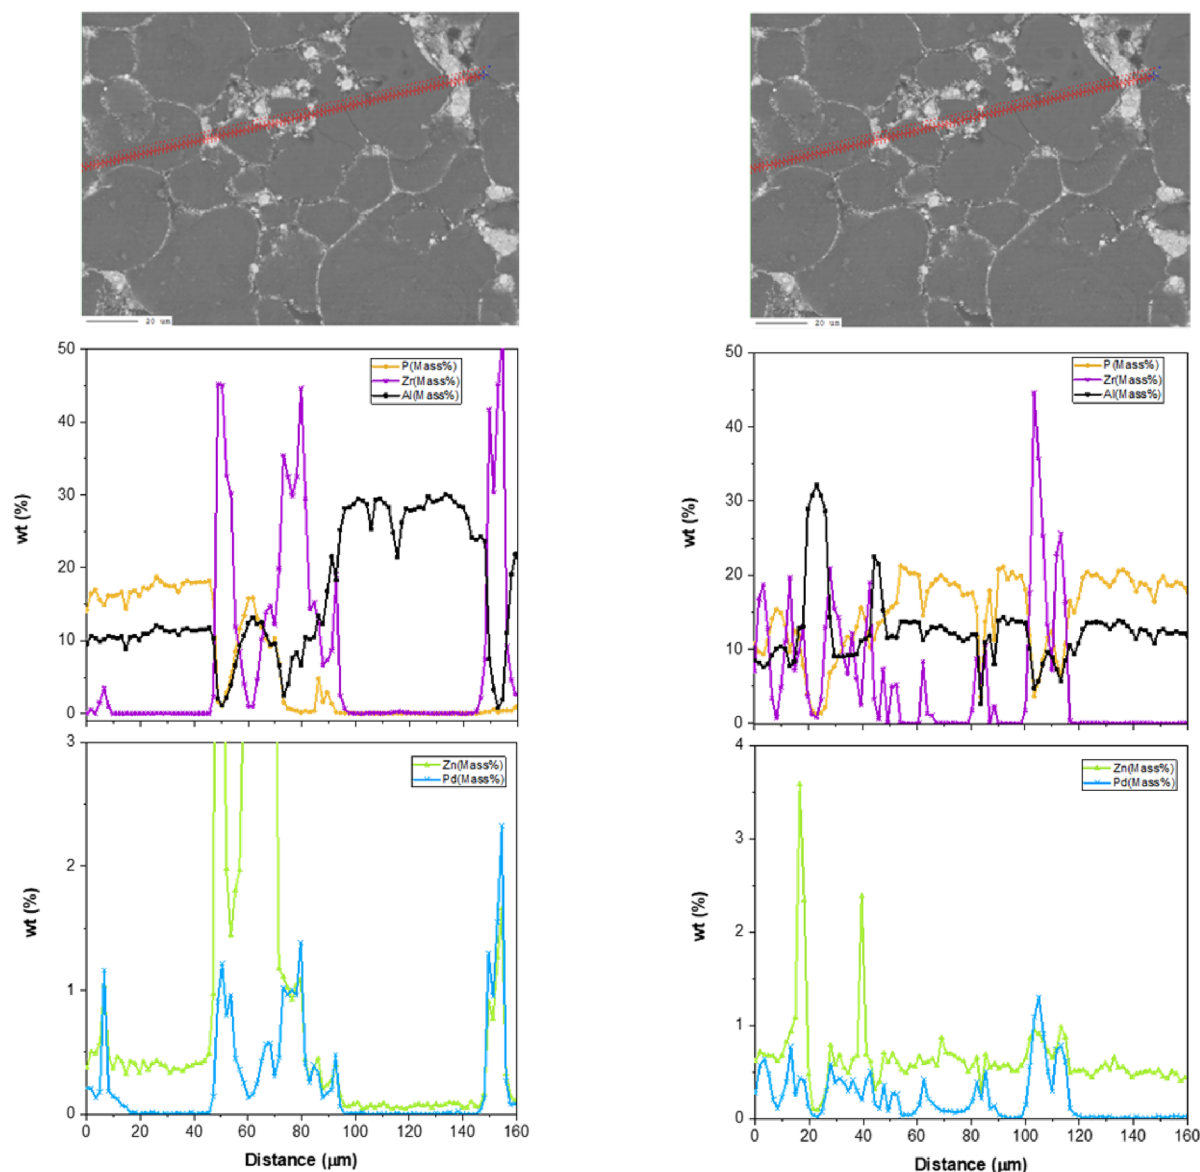 20 um
20 um
50
40
30
20
10
0
wt (%)
P(Mass%)
Zr(Mass%)
Al(Mass%)
50
40
30
20
10
0
wt (%)
P(Mass%)
Zr(Mass%)
Al(Mass%)
3
2
1
0
wt (%)
Zn(Mass%)
Pd(Mass%)
0 20 40 60 80 100 120 140 160
Distance (μm)
4
3
2
1
0
wt (%)
Zn(Mass%)
Pd(Mass%)
0 20 40 60 80 100 120 140 160
Distance (μm)